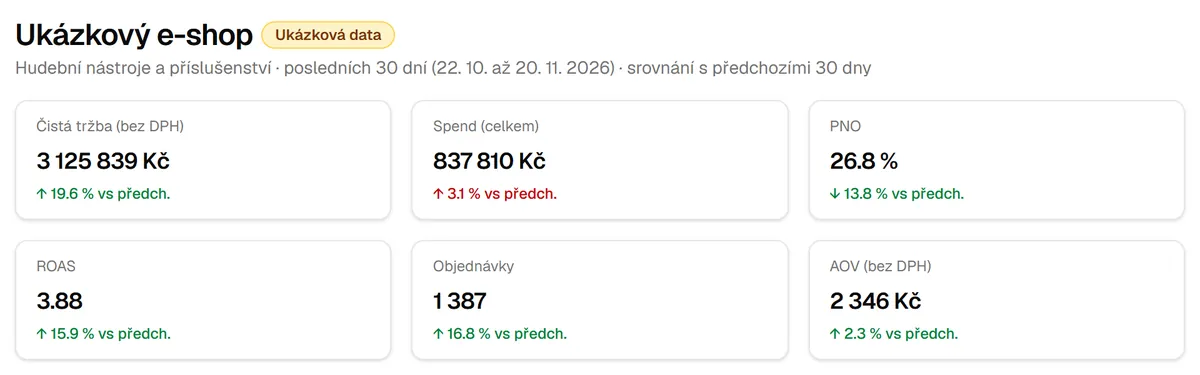 Ukázkový e-shop Ukázková data
Hudební nástroje a příslušenství · posledních 30 dní (22. 10. až 20. 11. 2026) · srovnání s předchozími 30 dny
Čistá tržba (bez DPH)
3 125 839 Kč
↑ 19.6 % vs předch.
Spend (celkem)
837 810 Kč
↑ 3.1 % vs předch.
PNO
26.8 %
↓ 13.8 % vs předch.
ROAS
3.88
↑ 15.9 % vs předch.
Objednávky
1 387
↑ 16.8 % vs předch.
AOV (bez DPH)
2 346 Kč
↑ 2.3 % vs předch.